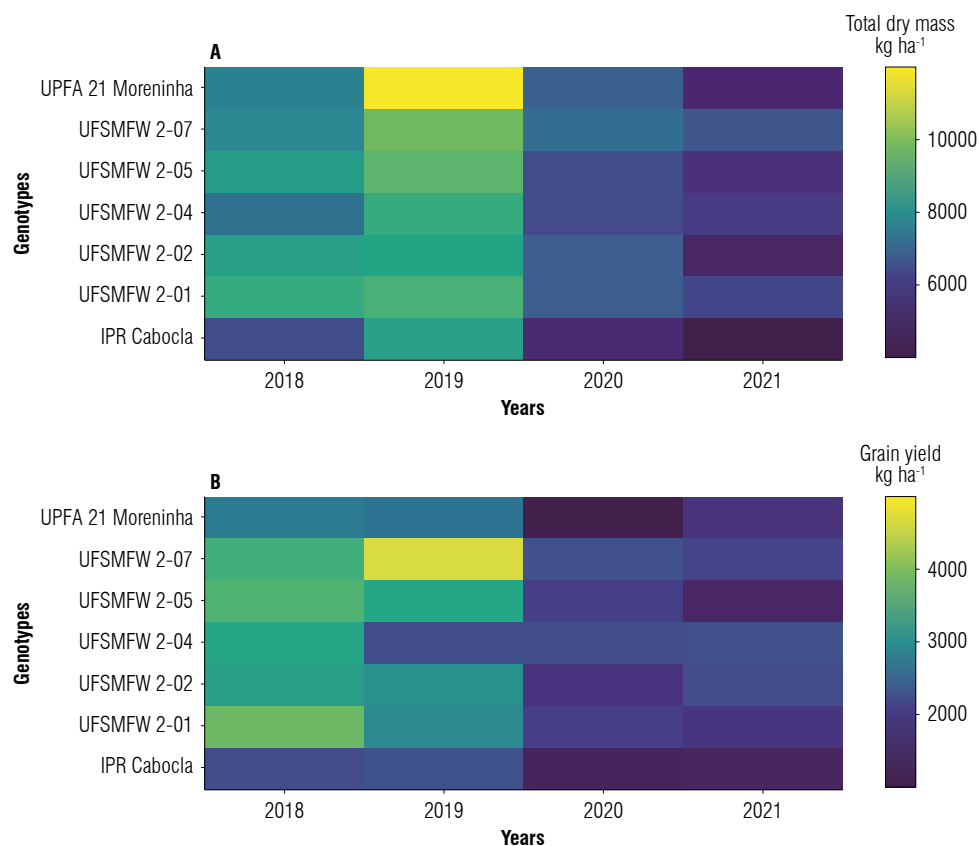 A
Total dry mass
kg ha⁻¹
UPFA 21 Moreninha
UFSMFW 2-07
UFSMFW 2-05
UFSMFW 2-04
UFSMFW 2-02
UFSMFW 2-01
IPR Cabocla
Genotypes
10000
8000
6000
2018 2019 2020 2021
Years
B
Grain yield
kg ha⁻¹
UPFA 21 Moreninha
UFSMFW 2-07
UFSMFW 2-05
UFSMFW 2-04
UFSMFW 2-02
UFSMFW 2-01
IPR Cabocla
Genotypes
4000
3000
2000
2018 2019 2020 2021
Years